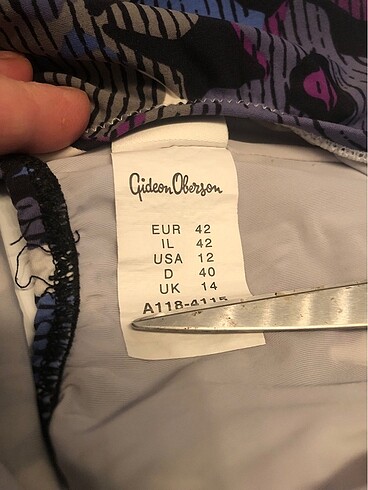 Gideon Oberson
EUR 42
IL 42
USA 12
D 40
UK 14
A118-4115